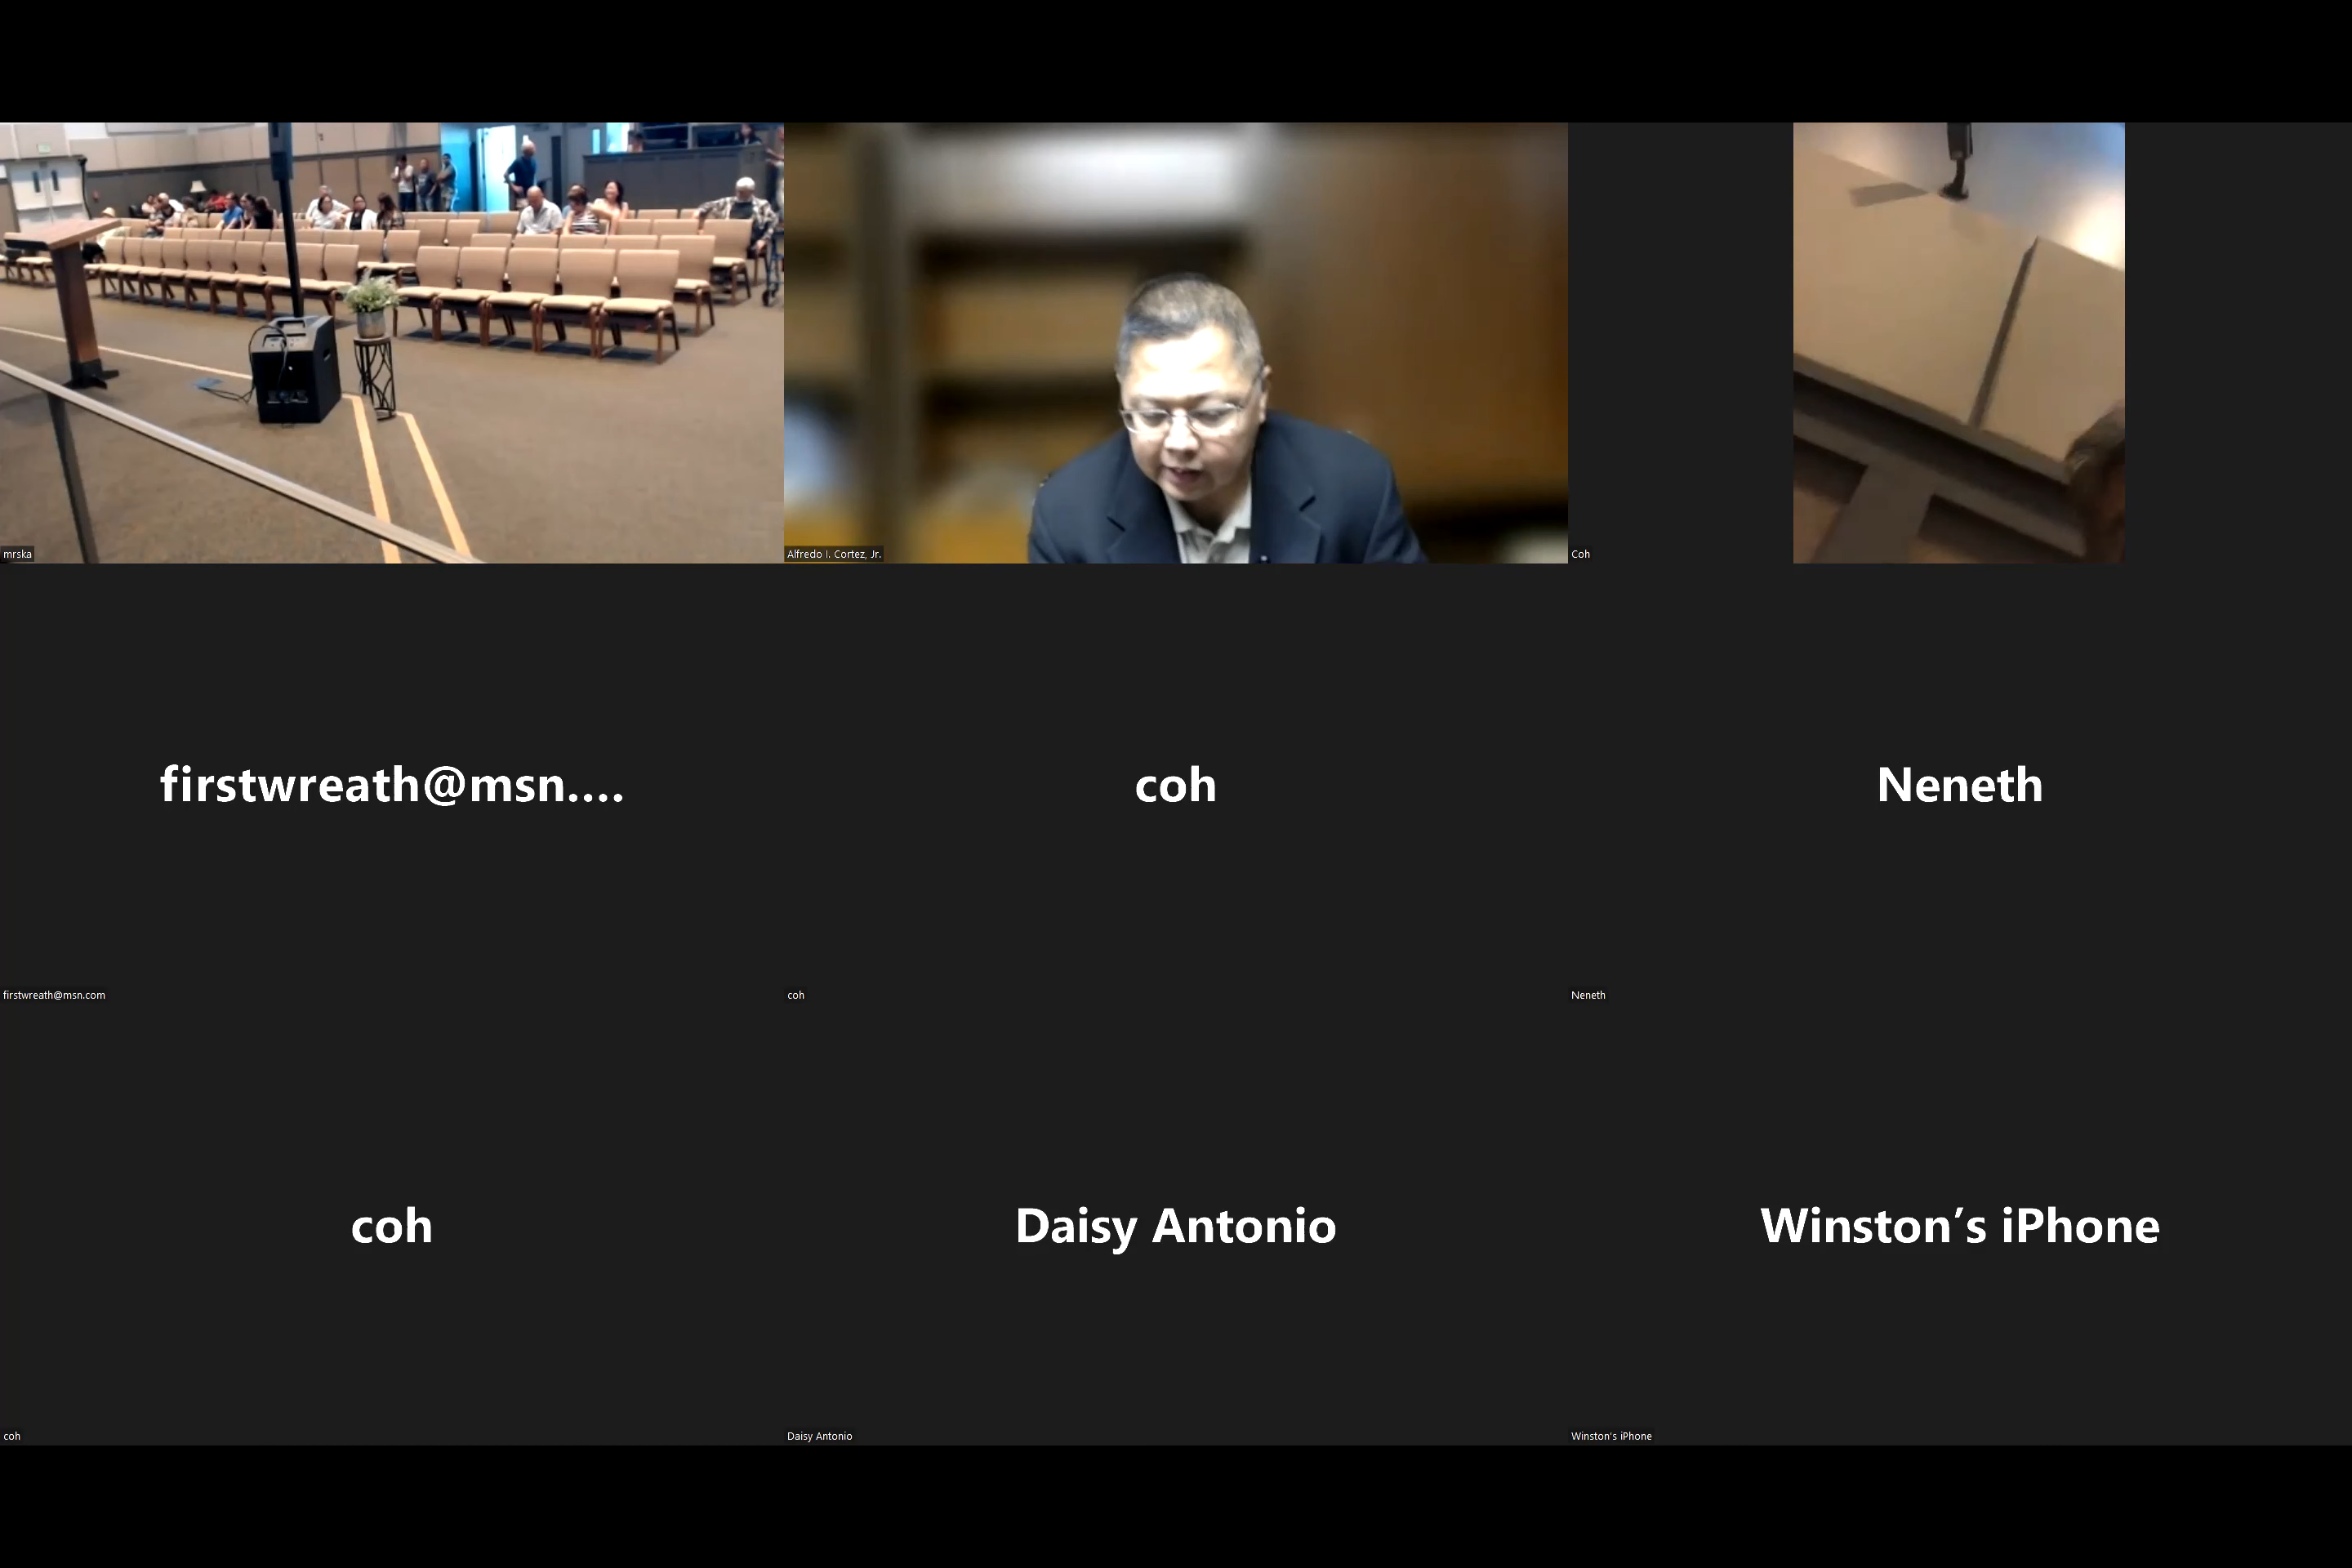 mrska
Alfredo I. Cortez, Jr.
Coh
firstwreath@msn....
coh
Neneth
firstwreath@msn.com
coh
Neneth
coh
Daisy Antonio
Winston's iPhone
coh
Daisy Antonio
Winston's iPhone